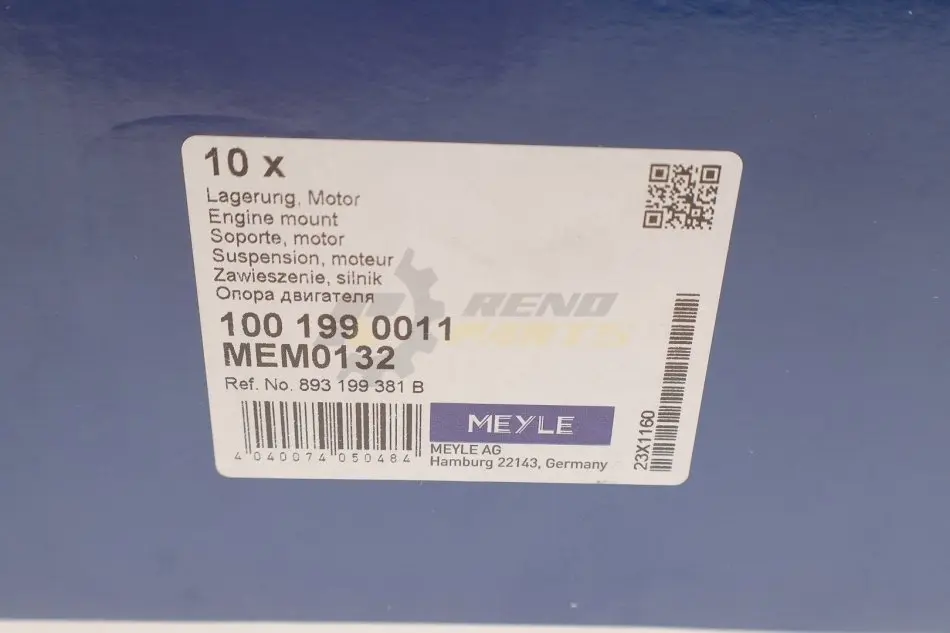 10 x
Lagerung, Motor
Engine mount
Soporte, motor
Suspension, moteur
Zawieszenie, silnik
Опора двигателя
RENO
PARTS
100 199 0011
MEM0132
Ref. No. 893 199 381 B
4 040074 050484
MEYLE
MEYLE AG
Hamburg 22143, Germany
23X1160